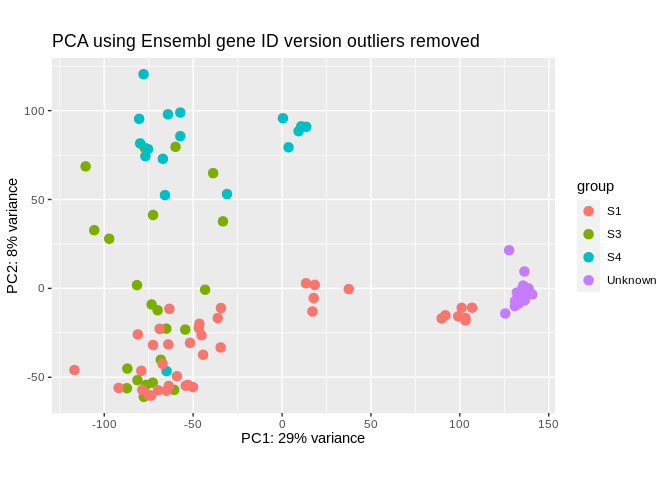 PCA using Ensembl gene ID version outliers removed
100
50
0
-50
-100
-50
0
50
100
150
PC1: 29% variance
PC2: 8% variance
group
S1
S3
S4
Unknown